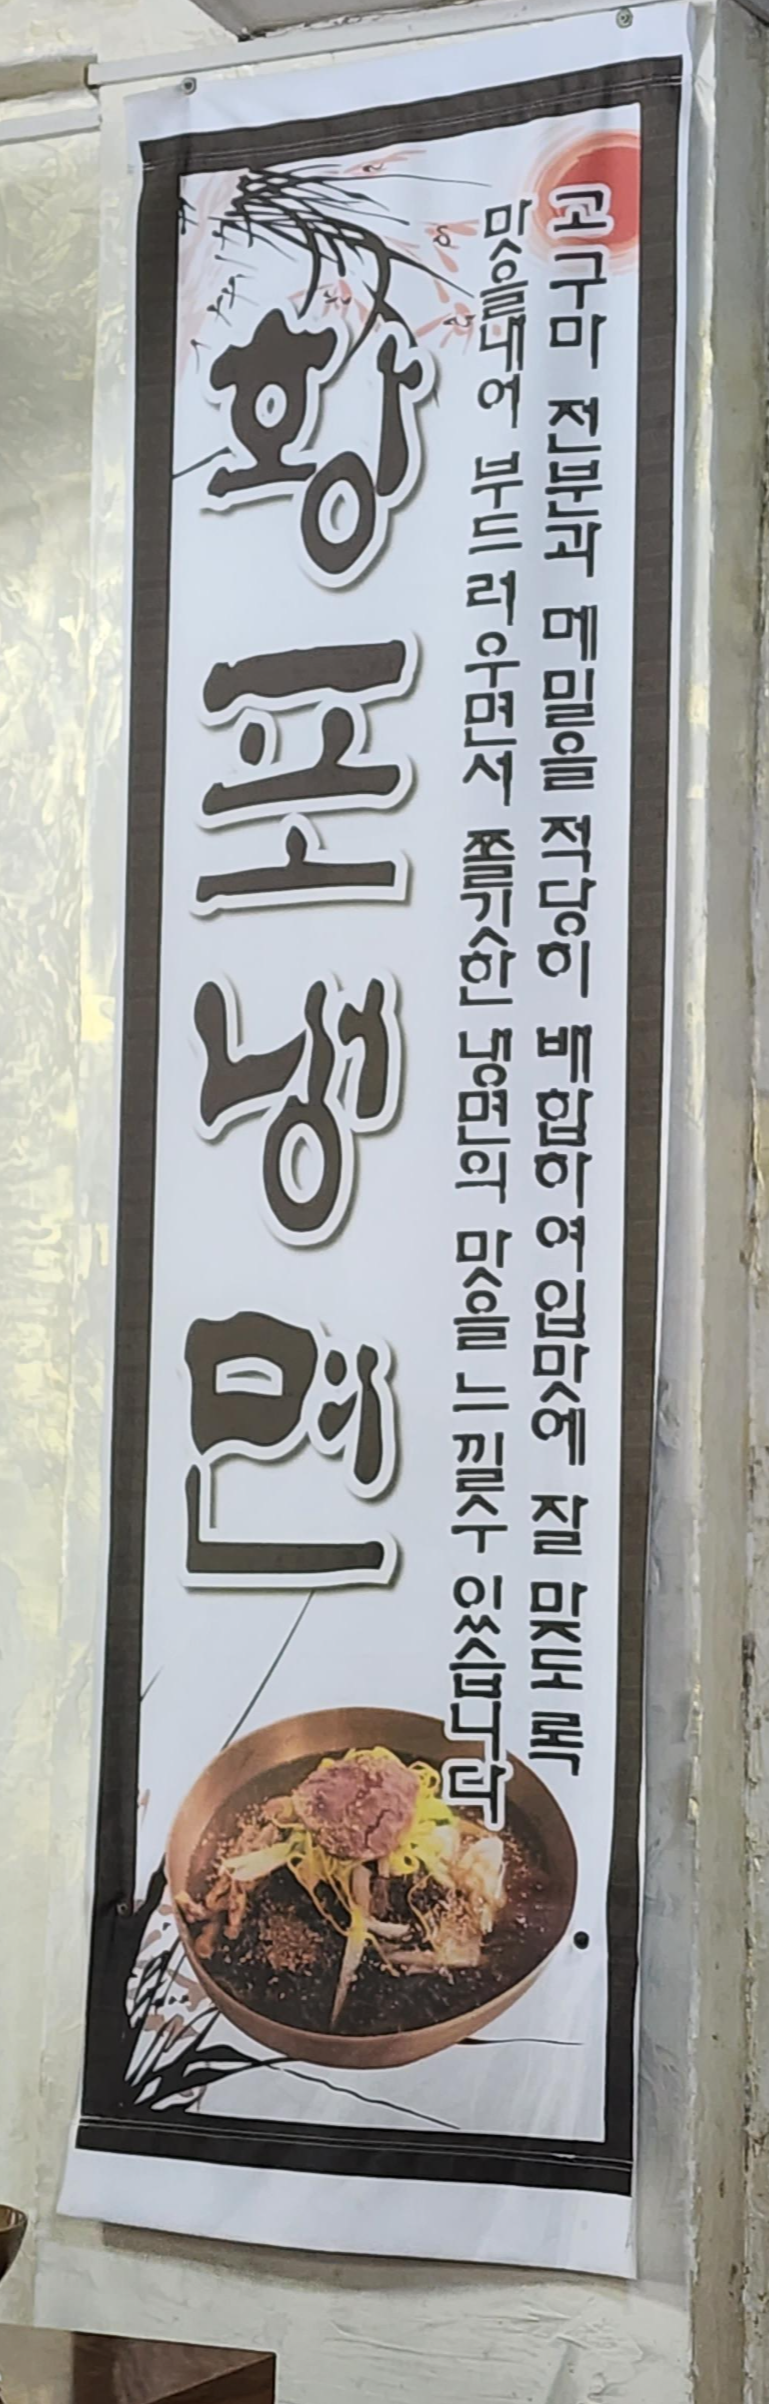 고구마 전분과 메밀을 적당히 배합하여 입맛에 잘 맞도록
맛을내어 부드러우면서 쫄깃한 냉면의 맛을 느낄수 있습니다
황토냉면